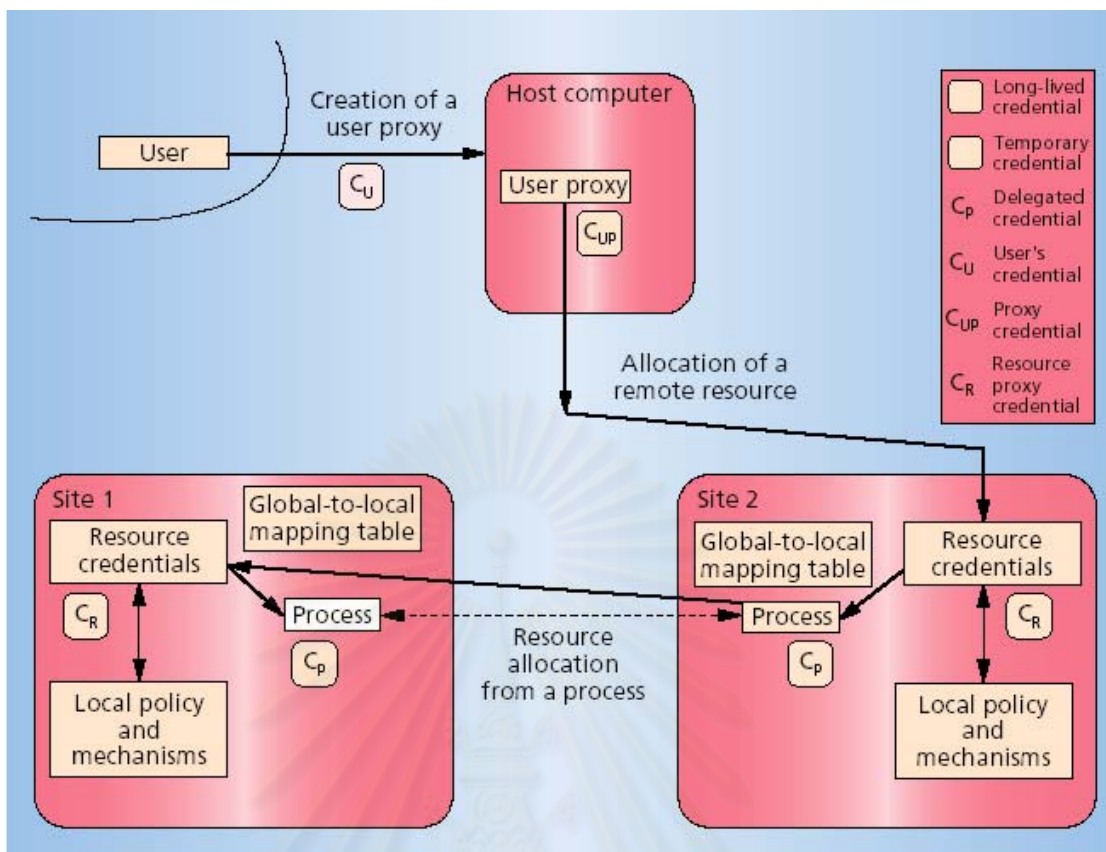 Creation of a
user proxy
User
C_U
Host computer
User proxy
C_UP
Long-lived
credential
Temporary
credential
C_P Delegated
credential
C_U User's
credential
C_UP Proxy
credential
C_R Resource
proxy
credential
Allocation of a
remote resource
Site 1
Global-to-local
mapping table
Resource
credentials
C_R
Process
C_P
Local policy
and
mechanisms
Resource
allocation
from a process
Site 2
Global-to-local
mapping table
Resource
credentials
Process
C_P
C_R
Local policy
and
mechanisms